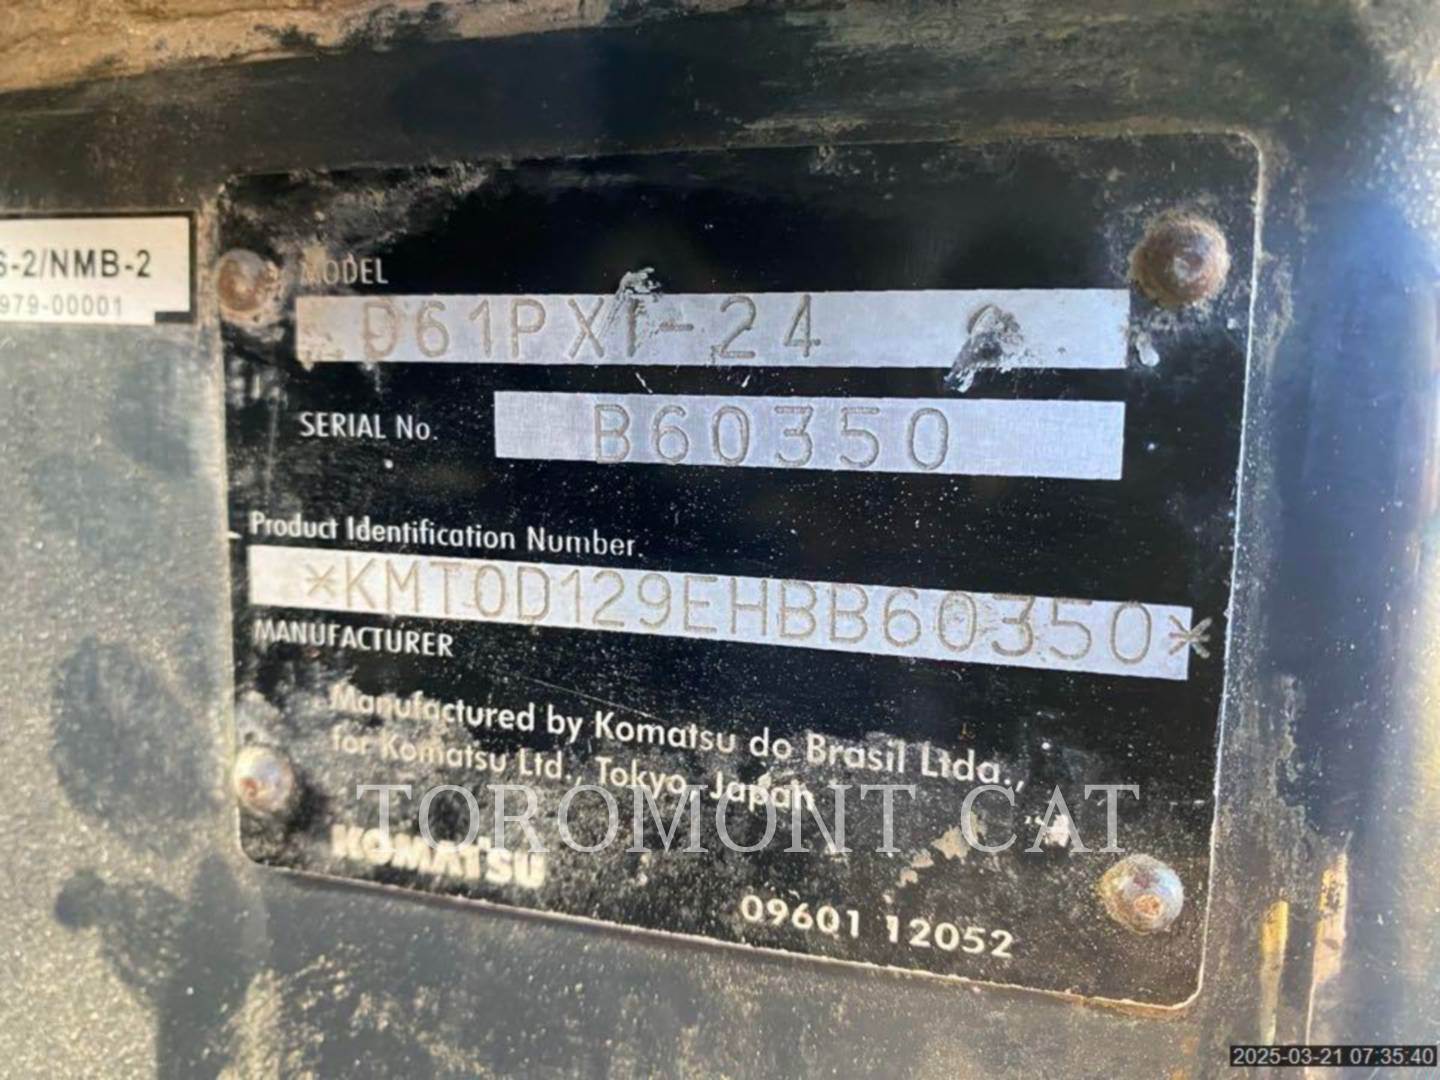 S-2/NMB-2
979-00001
MODEL
D61PXI-24
SERIAL No.
B60350
Product Identification Number
*KMT0D129EHBB60350*
MANUFACTURER
Manufactured by Komatsu do Brasil Ltda.,
for Komatsu Ltd., Tokyo, Japan
TOROMONT CAT
KOMATSU
09601 12052
2025-03-21 07:35:40